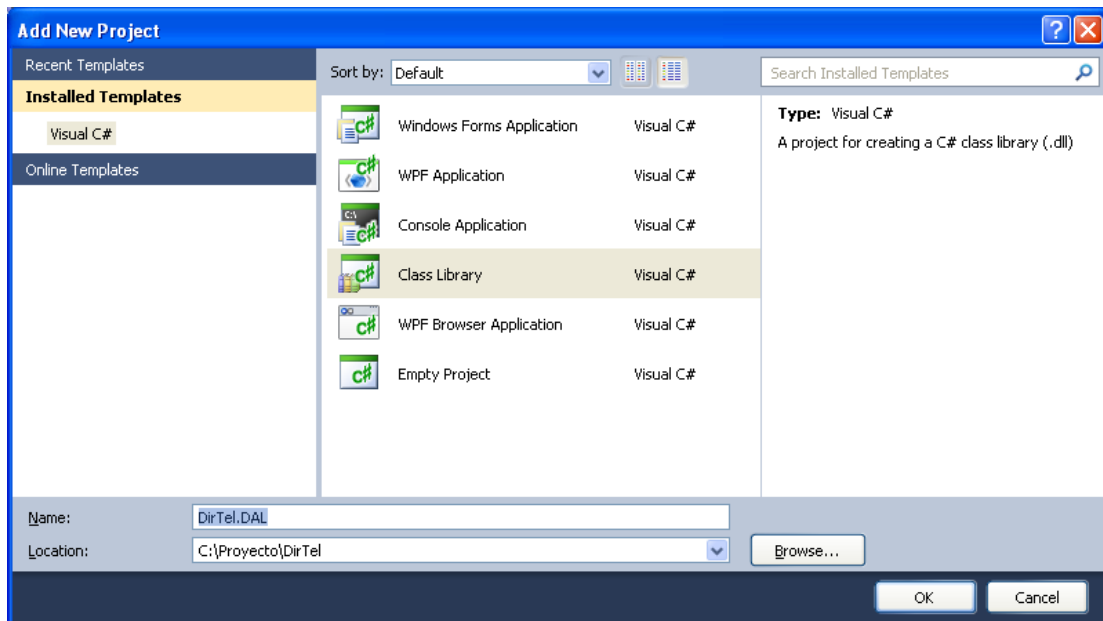 Add New Project
Recent Templates
Installed Templates
Visual C#
Online Templates
Sort by: Default
Search Installed Templates
Windows Forms Application Visual C#
WPF Application Visual C#
Console Application Visual C#
Class Library Visual C#
WPF Browser Application Visual C#
Empty Project Visual C#
Type: Visual C#
A project for creating a C# class library (.dll)
Name: DirTel.DAL
Location: C:\Proyecto\DirTel
Browse...
OK Cancel